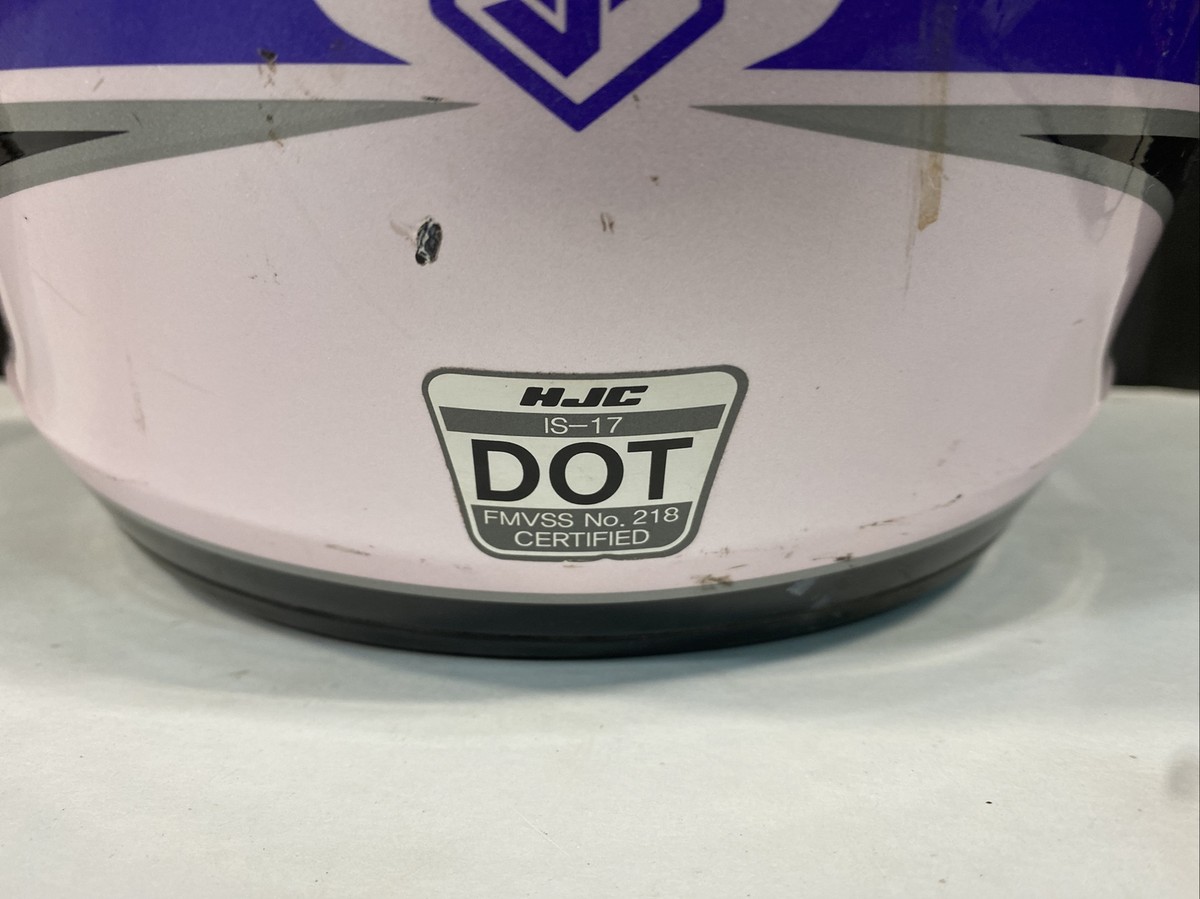 HJC
IS-17
DOT
FMVSS No. 218
CERTIFIED